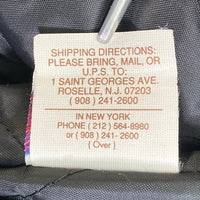 SHIPPING DIRECTIONS:
PLEASE BRING, MAIL, OR
U.P.S. TO:
1 SAINT GEORGES AVE.
ROSELLE, N.J. 07203
( 908 ) 241-2600
IN NEW YORK
PHONE ( 212 ) 564-8980
or ( 908 ) 241- 2600
{ Over }